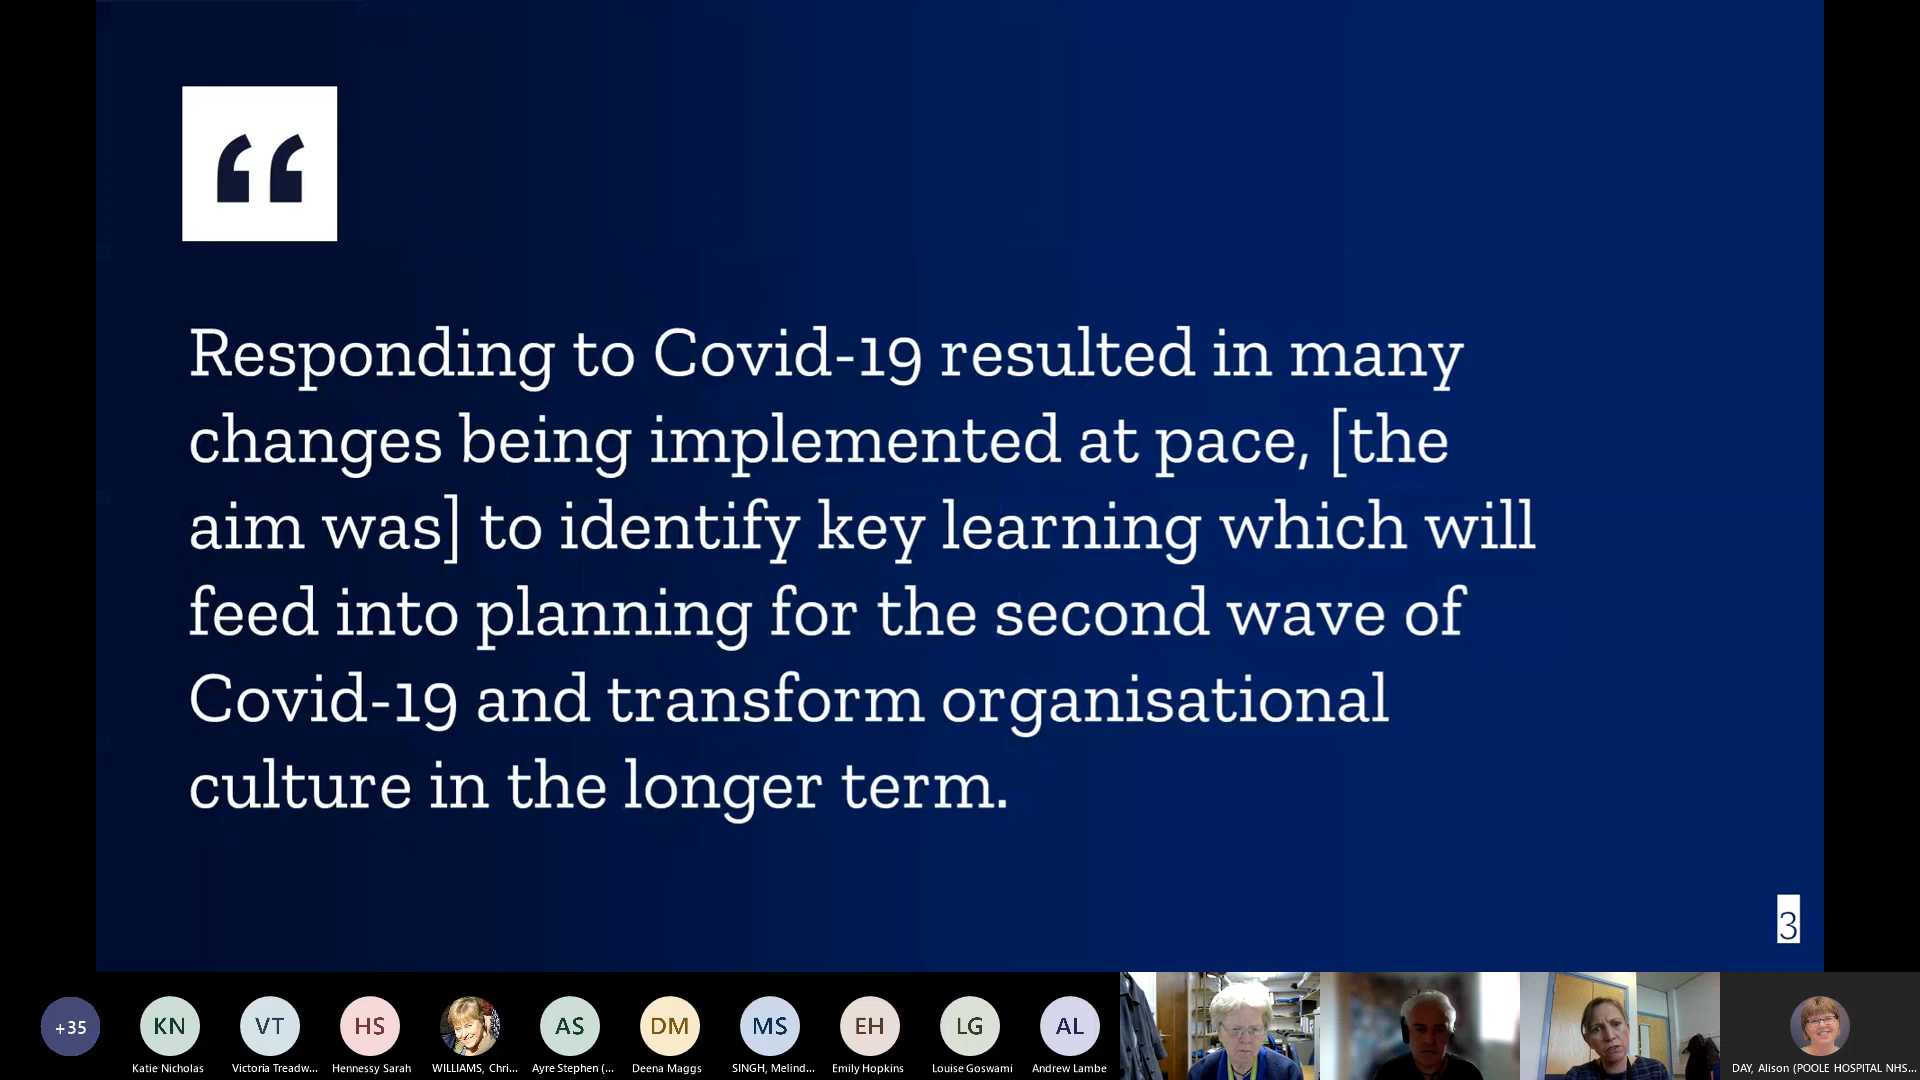 “
Responding to Covid-19 resulted in many
changes being implemented at pace, [the
aim was] to identify key learning which will
feed into planning for the second wave of
Covid-19 and transform organisational
culture in the longer term.
3
+35
KN
VT
HS
AS
DM
MS
EH
LG
AL
Katie Nicholas
Victoria Treadw...
Hennessy Sarah
WILLIAMS, Chri...
Ayre Stephen (...
Deena Maggs
SINGH, Melind...
Emily Hopkins
Louise Goswami
Andrew Lambe
DAY, Alison (POOLE HOSPITAL NHS...